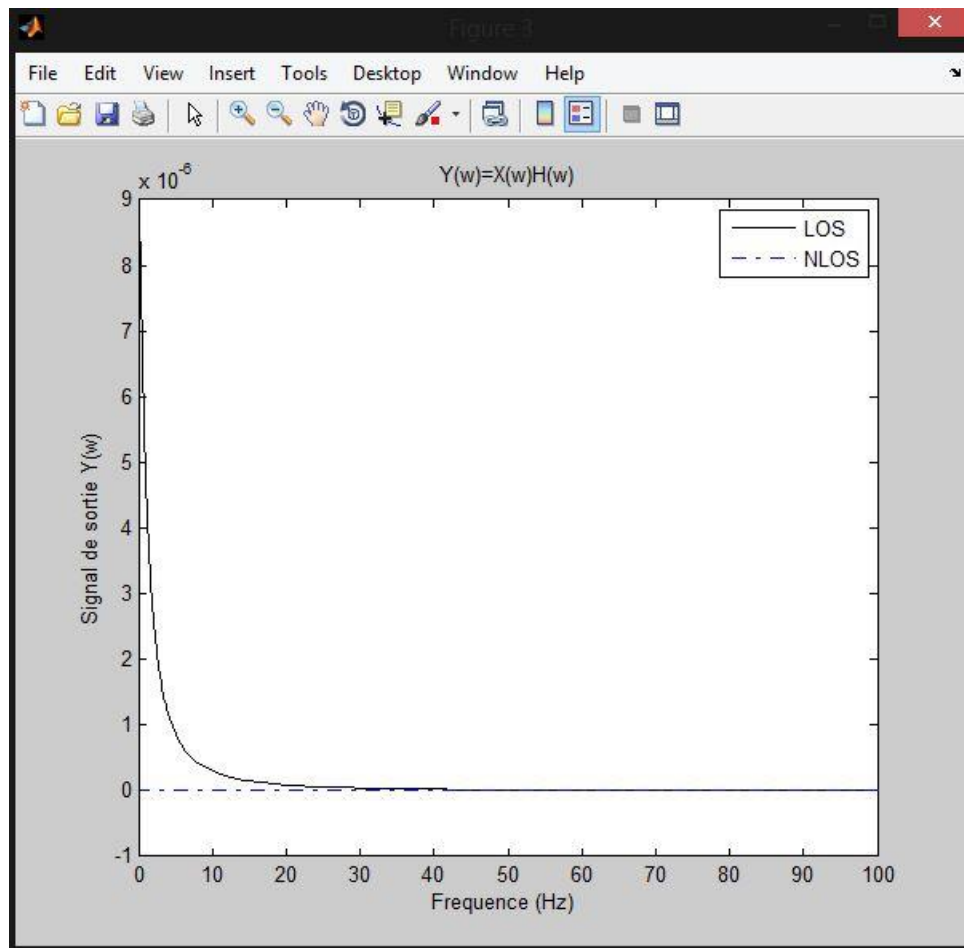 Figure 3
File Edit View Insert Tools Desktop Window Help
x 10^-6
Y(w)=X(w)H(w)
LOS
NLOS
Signal de sortie Y(w)
9
8
7
6
5
4
3
2
1
0
-1
0 10 20 30 40 50 60 70 80 90 100
Frequence (Hz)